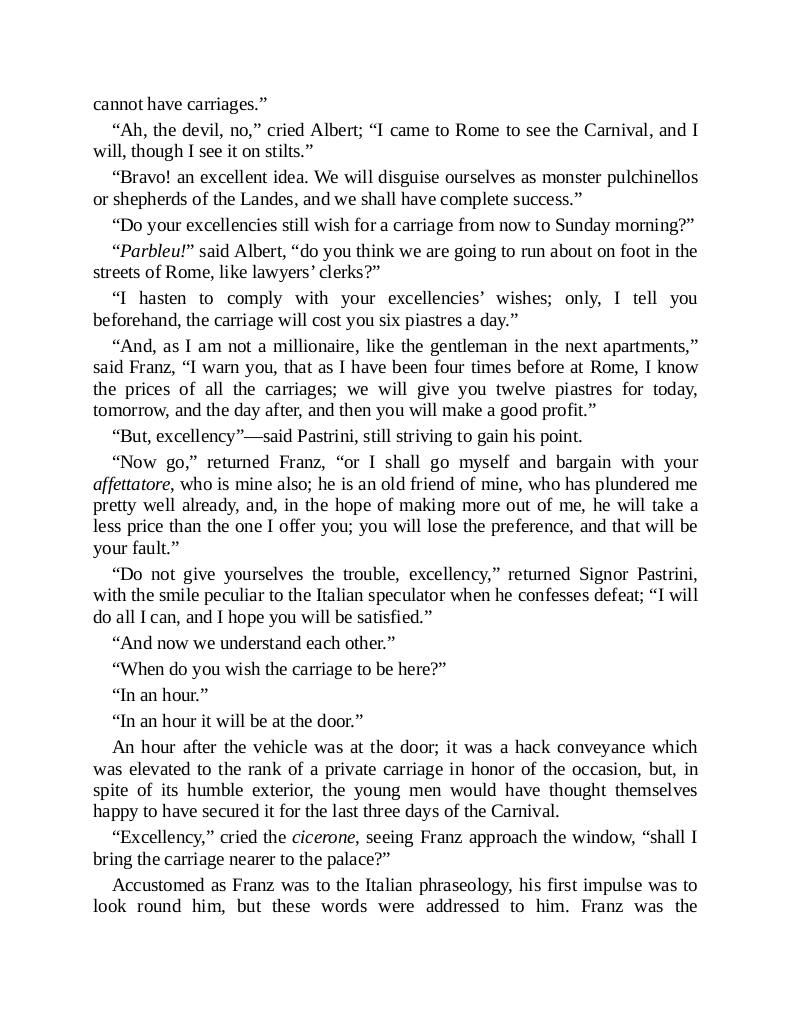 cannot have carriages.”
“Ah, the devil, no,” cried Albert; “I came to Rome to see the Carnival, and I
will, though I see it on stilts.”
“Bravo! an excellent idea. We will disguise ourselves as monster pulchinellos
or shepherds of the Landes, and we shall have complete success.”
“Do your excellencies still wish for a carriage from now to Sunday morning?”
“Parbleu!” said Albert, “do you think we are going to run about on foot in the
streets of Rome, like lawyers’ clerks?”
“I hasten to comply with your excellencies’ wishes; only, I tell you
beforehand, the carriage will cost you six piastres a day.”
“And, as I am not a millionaire, like the gentleman in the next apartments,”
said Franz, “I warn you, that as I have been four times before at Rome, I know
the prices of all the carriages; we will give you twelve piastres for today,
tomorrow, and the day after, and then you will make a good profit.”
“But, excellency”—said Pastrini, still striving to gain his point.
“Now go,” returned Franz, “or I shall go myself and bargain with your
affettatore, who is mine also; he is an old friend of mine, who has plundered me
pretty well already, and, in the hope of making more out of me, he will take a
less price than the one I offer you; you will lose the preference, and that will be
your fault.”
“Do not give yourselves the trouble, excellency,” returned Signor Pastrini,
with the smile peculiar to the Italian speculator when he confesses defeat; “I will
do all I can, and I hope you will be satisfied.”
“And now we understand each other.”
“When do you wish the carriage to be here?”
“In an hour.”
“In an hour it will be at the door.”
An hour after the vehicle was at the door; it was a hack conveyance which
was elevated to the rank of a private carriage in honor of the occasion, but, in
spite of its humble exterior, the young men would have thought themselves
happy to have secured it for the last three days of the Carnival.
“Excellency,” cried the cicerone, seeing Franz approach the window, “shall I
bring the carriage nearer to the palace?”
Accustomed as Franz was to the Italian phraseology, his first impulse was to
look round him, but these words were addressed to him. Franz was the